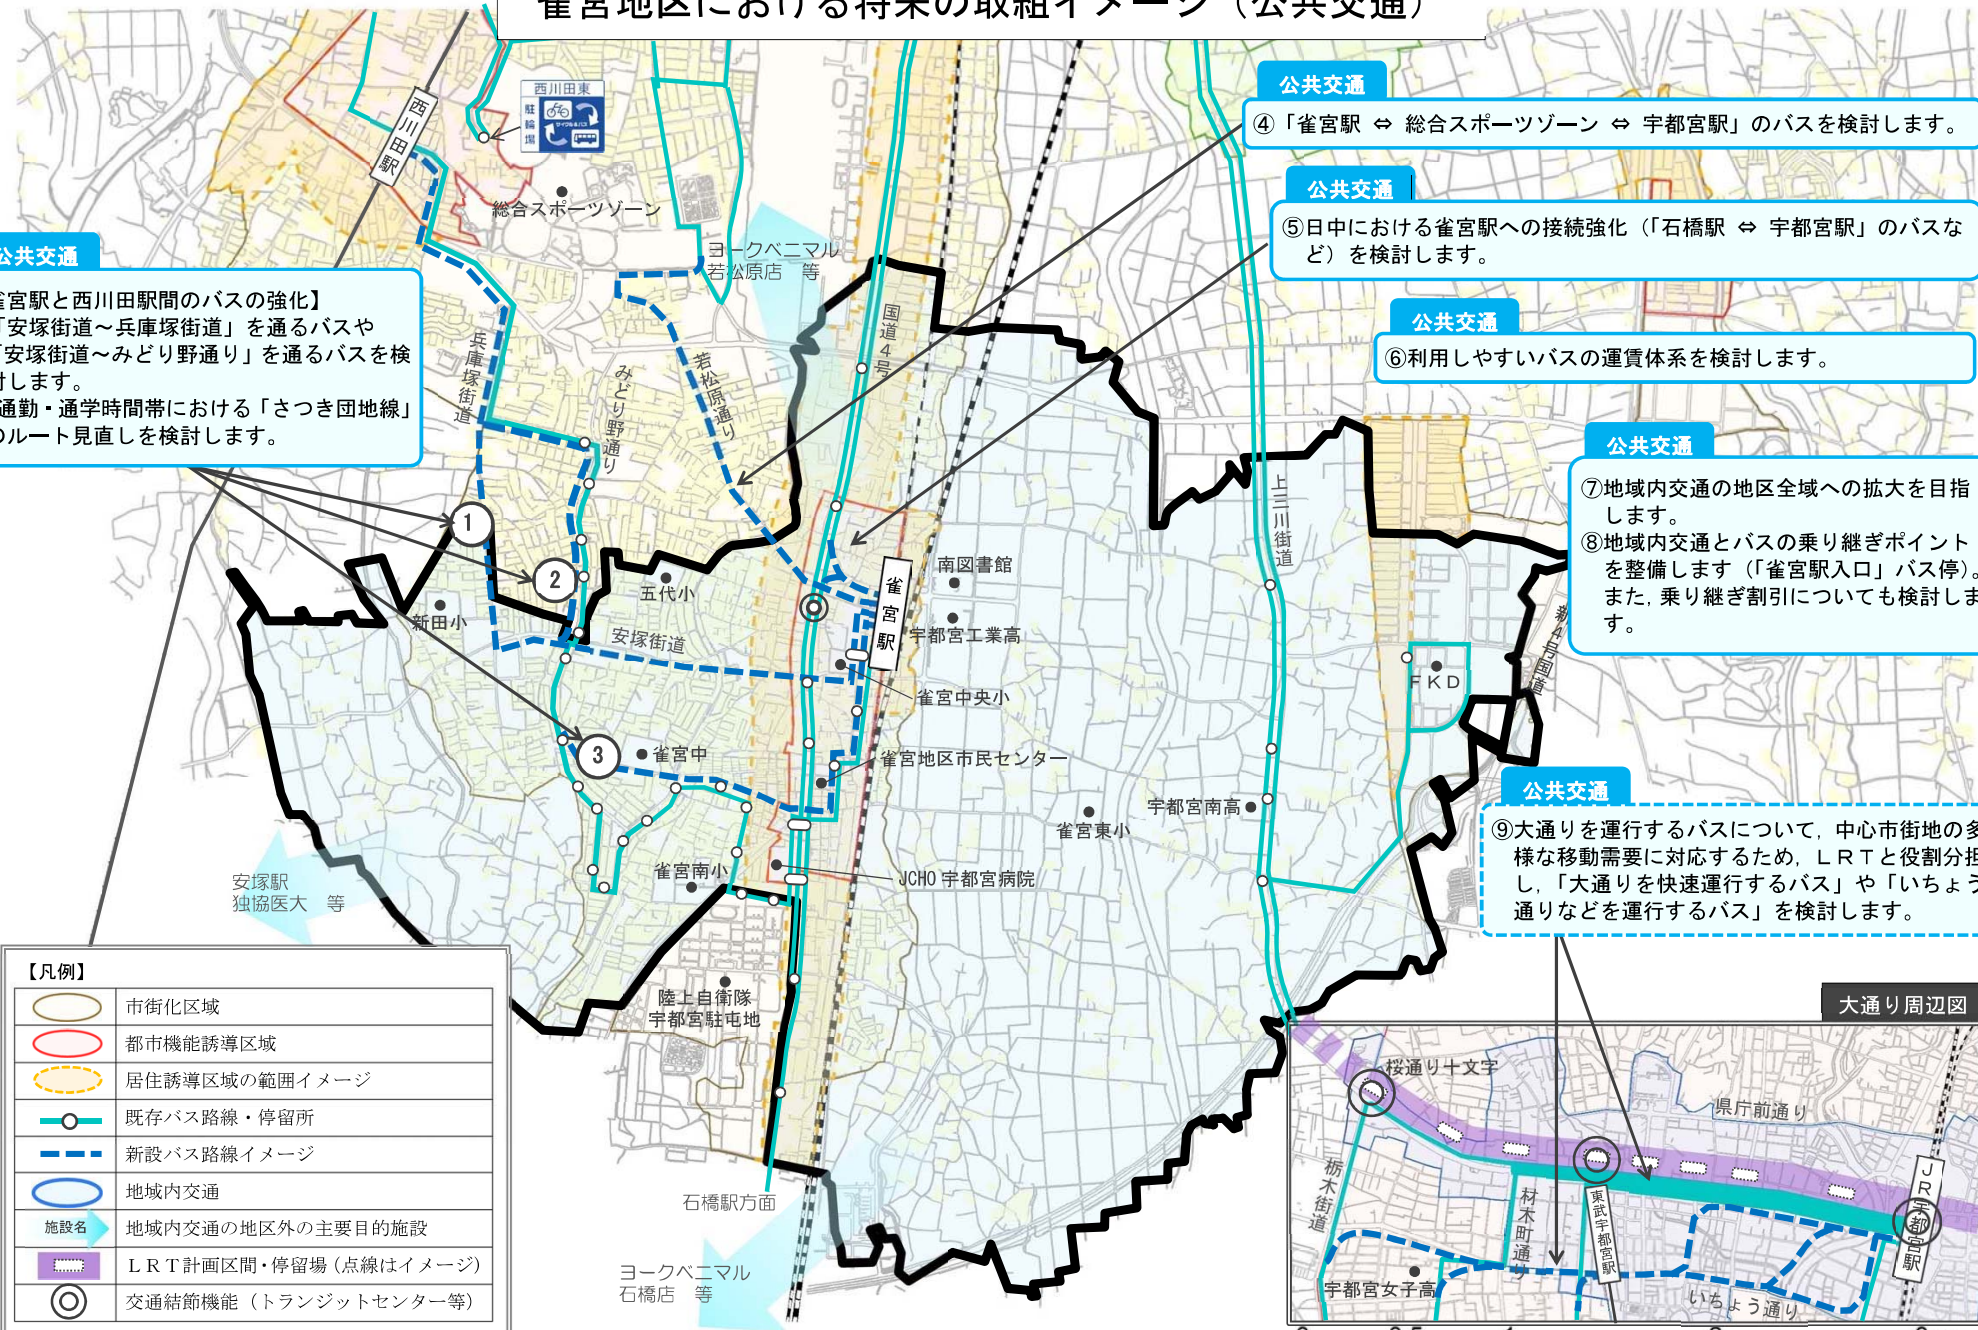 雀宮地区における将来の取組イメージ（公共交通）
西川田東
駐輪場
サイクル&バス
西川田駅
総合スポーツゾーン
ヨークベニマル
若松原店　等
国道４号
兵庫塚街道
みどり野通り
若松原通り
公共交通
④「雀宮駅 ⇔ 総合スポーツゾーン ⇔ 宇都宮駅」のバスを検討します。
公共交通
⑤日中における雀宮駅への接続強化（「石橋駅 ⇔ 宇都宮駅」のバスな
ど）を検討します。
公共交通
⑥利用しやすいバスの運賃体系を検討します。
公共交通
宮駅と西川田駅間のバスの強化】
「安塚街道～兵庫塚街道」を通るバスや
「安塚街道～みどり野通り」を通るバスを検
討します。
通勤・通学時間帯における「さつき団地線」
のルート見直しを検討します。
公共交通
⑦地域内交通の地区全域への拡大を目指
します。
⑧地域内交通とバスの乗り継ぎポイント
を整備します（「雀宮駅入口」バス停）。
また，乗り継ぎ割引についても検討しま
す。
1
2
3
上三川街道
新４号国道
南図書館
雀宮駅
五代小
新田小
宇都宮工業高
安塚街道
雀宮中央小
ＦＫＤ
雀宮中
雀宮地区市民センター
宇都宮南高
雀宮東小
雀宮南小
JCHO 宇都宮病院
安塚駅
独協医大　等
陸上自衛隊
宇都宮駐屯地
石橋駅方面
ヨークベニマル
石橋店　等
公共交通
⑨大通りを運行するバスについて，中心市街地の多
様な移動需要に対応するため，ＬＲＴと役割分担
し，「大通りを快速運行するバス」や「いちょう
通りなどを運行するバス」を検討します。
【凡例】
市街化区域
都市機能誘導区域
居住誘導区域の範囲イメージ
既存バス路線・停留所
新設バス路線イメージ
地域内交通
施設名
地域内交通の地区外の主要目的施設
ＬＲＴ計画区間・停留場（点線はイメージ）
交通結節機能（トランジットセンター等）
大通り周辺図
桜通り十文字
県庁前通り
栃木街道
材木町通り
東武宇都宮駅
ＪＲ宇都宮駅
宇都宮女子高
いちょう通り